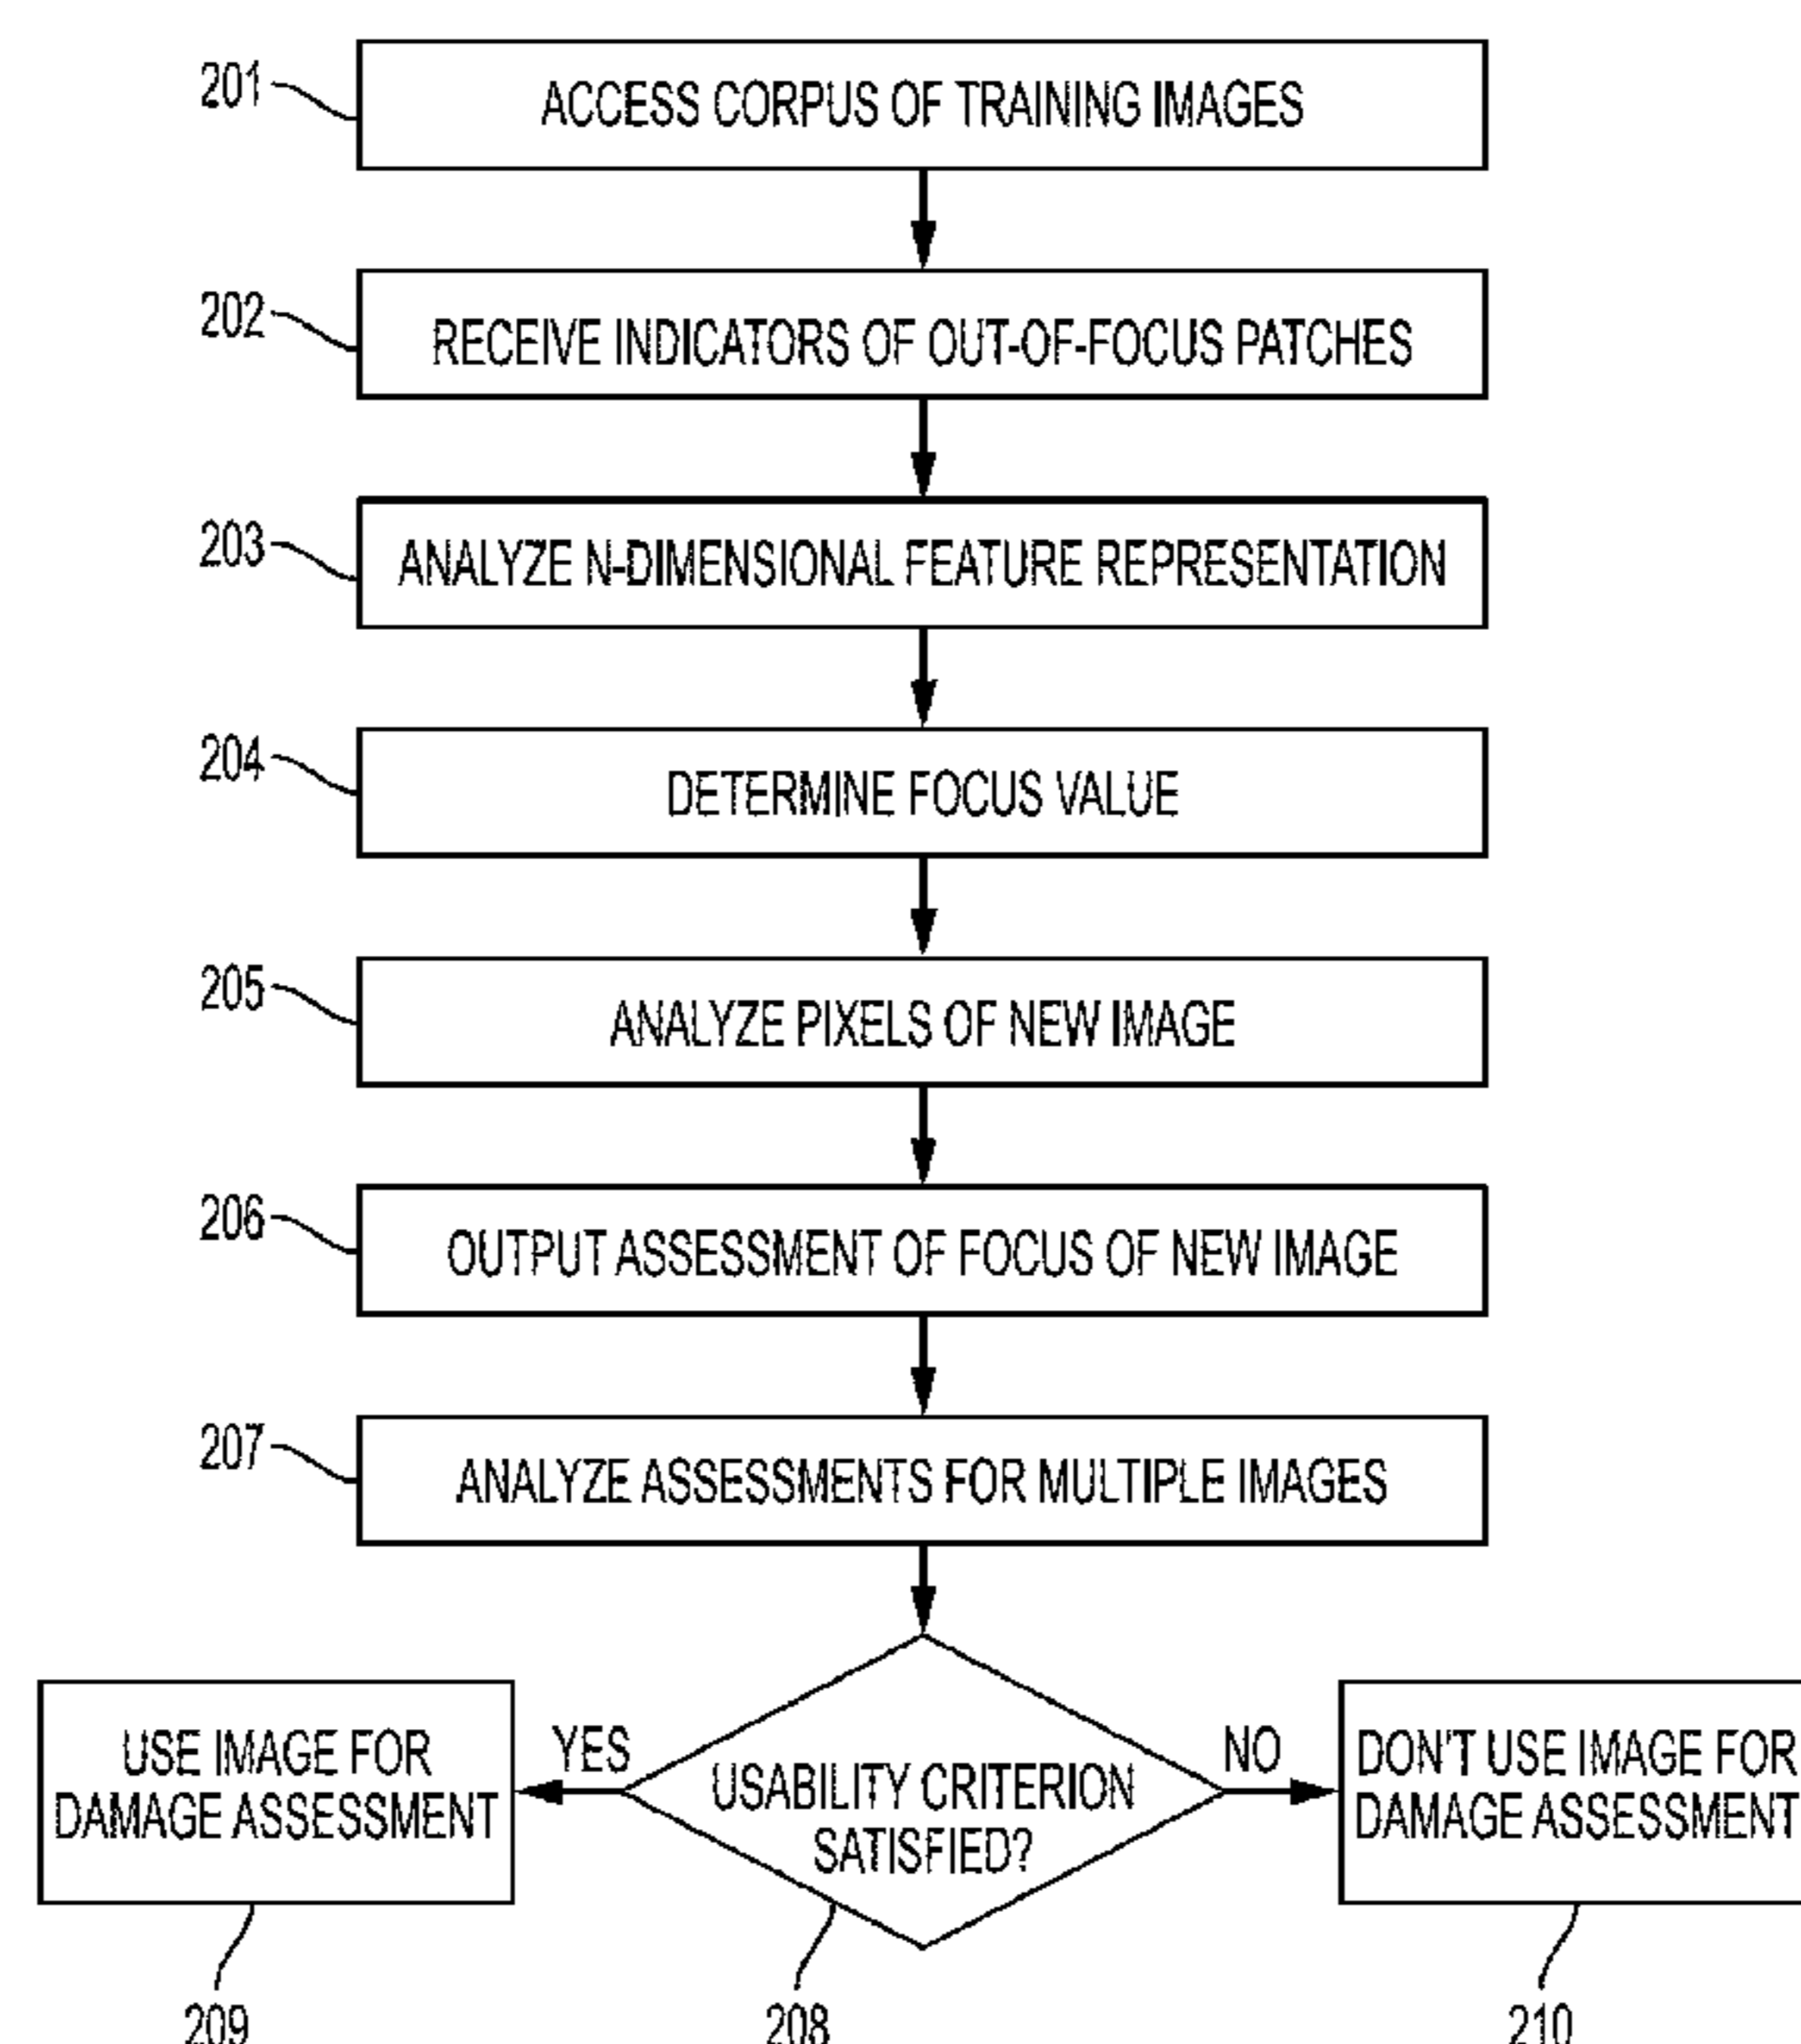 201
ACCESS CORPUS OF TRAINING IMAGES
202
RECEIVE INDICATORS OF OUT-OF-FOCUS PATCHES
203
ANALYZE N-DIMENSIONAL FEATURE REPRESENTATION
204
DETERMINE FOCUS VALUE
205
ANALYZE PIXELS OF NEW IMAGE
206
OUTPUT ASSESSMENT OF FOCUS OF NEW IMAGE
207
ANALYZE ASSESSMENTS FOR MULTIPLE IMAGES
USE IMAGE FOR
DAMAGE ASSESSMENT
YES
USABILITY CRITERION
SATISFIED?
NO
DON'T USE IMAGE FOR
DAMAGE ASSESSMENT
209
208
210